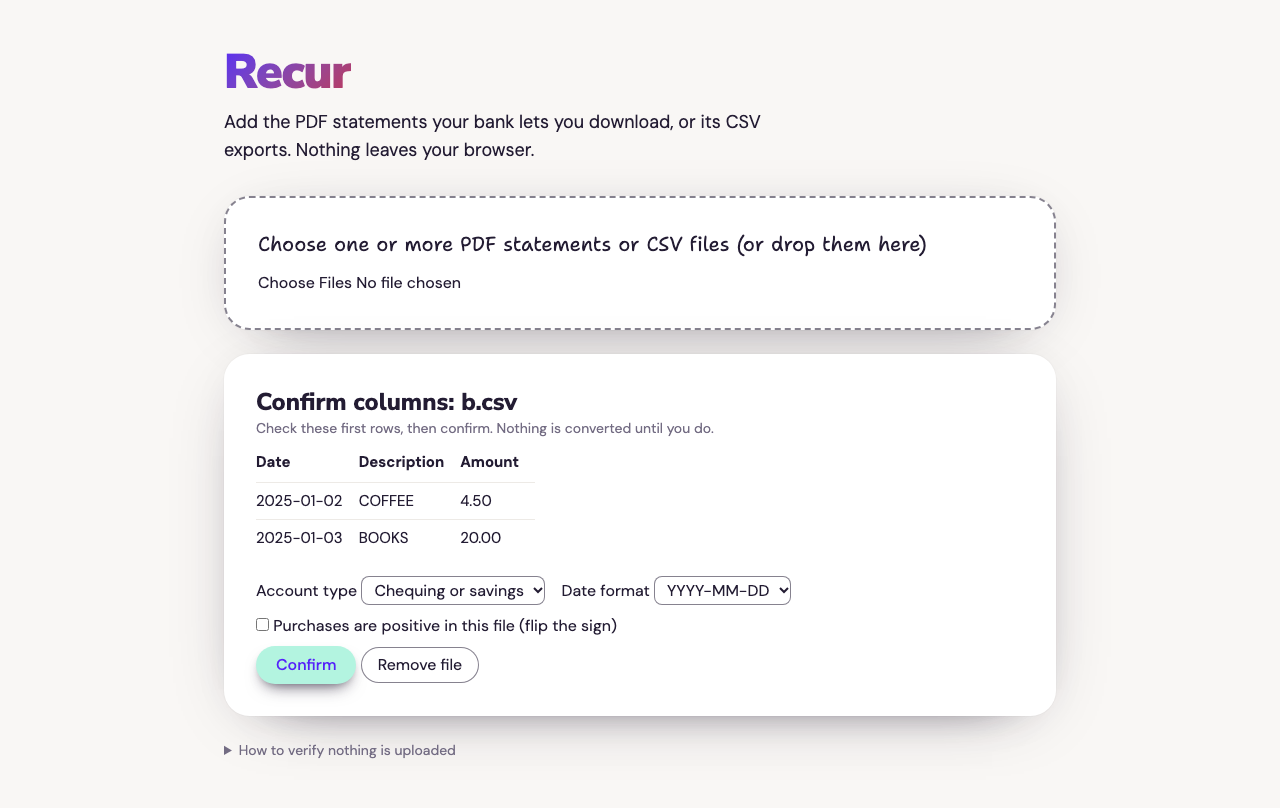 Recur
Add the PDF statements your bank lets you download, or its CSV
exports. Nothing leaves your browser.
Choose one or more PDF statements or CSV files (or drop them here)
Choose Files No file chosen
Confirm columns: b.csv
Check these first rows, then confirm. Nothing is converted until you do.
Date Description Amount
2025-01-02 COFFEE 4.50
2025-01-03 BOOKS 20.00
Account type Chequing or savings Date format YYYY-MM-DD
Purchases are positive in this file (flip the sign)
Confirm Remove file
How to verify nothing is uploaded